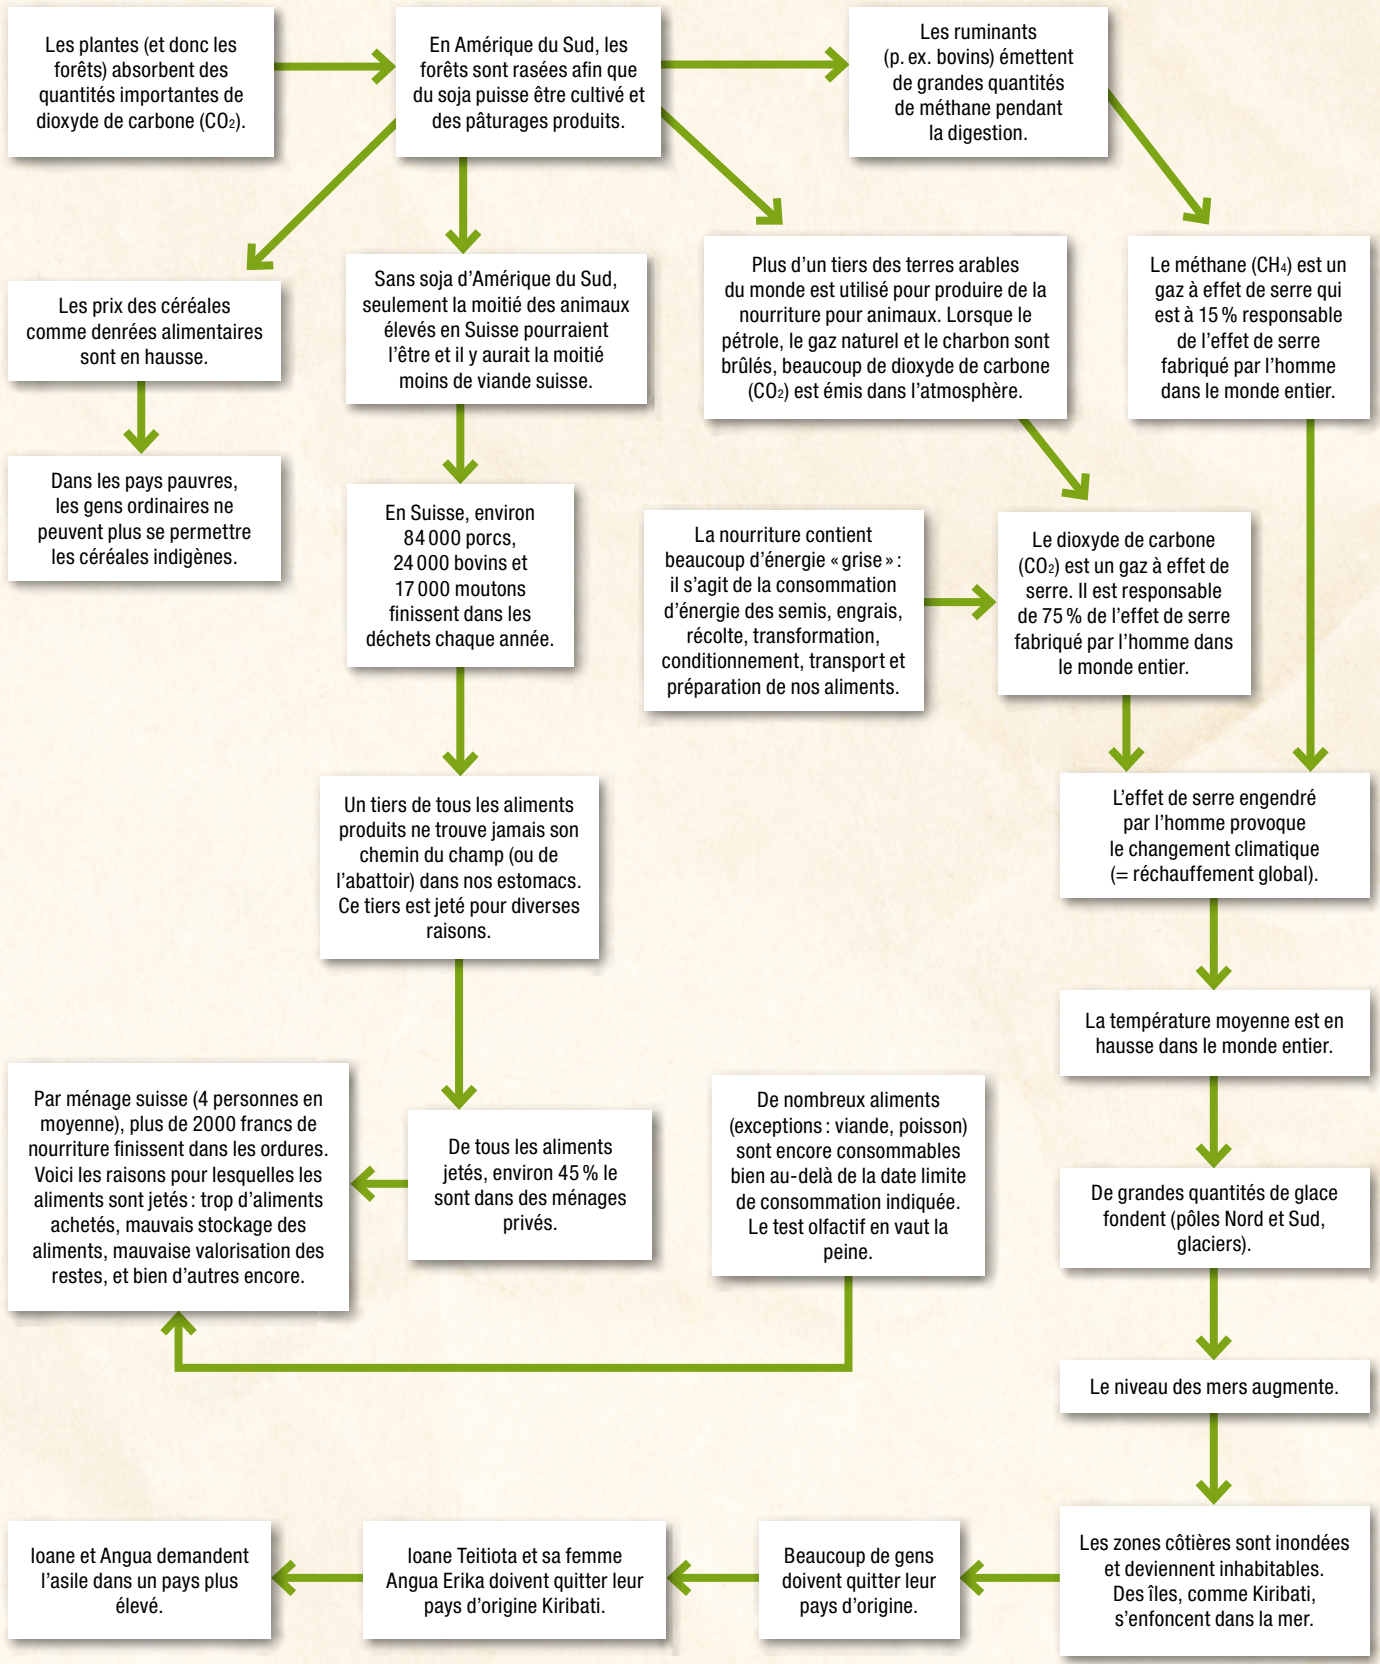 Les plantes (et donc les
forêts) absorbent des
quantités importantes de
dioxyde de carbone (CO₂).
En Amérique du Sud, les
forêts sont rasées afin que
du soja puisse être cultivé et
des pâturages produits.
Les ruminants
(p. ex. bovins) émettent
de grandes quantités
de méthane pendant
la digestion.
Les prix des céréales
comme denrées alimentaires
sont en hausse.
Sans soja d’Amérique du Sud,
seulement la moitié des animaux
élevés en Suisse pourraient
l’être et il y aurait la moitié
moins de viande suisse.
Plus d’un tiers des terres arables
du monde est utilisé pour produire de la
nourriture pour animaux. Lorsque le
pétrole, le gaz naturel et le charbon sont
brûlés, beaucoup de dioxyde de carbone
(CO₂) est émis dans l’atmosphère.
Le méthane (CH₄) est un
gaz à effet de serre qui
est à 15 % responsable
de l’effet de serre
fabriqué par l’homme
dans le monde entier.
Dans les pays pauvres,
les gens ordinaires ne
peuvent plus se permettre
les céréales indigènes.
En Suisse, environ
84 000 porcs,
24 000 bovins et
17 000 moutons
finissent dans les
déchets chaque année.
La nourriture contient
beaucoup d’énergie « grise » :
il s’agit de la consommation
d’énergie des semis, engrais,
récolte, transformation,
conditionnement, transport et
préparation de nos aliments.
Le dioxyde de carbone
(CO₂) est un gaz à effet de
serre. Il est responsable
de 75 % de l’effet de serre
fabriqué par l’homme dans
le monde entier.
Un tiers de tous les aliments
produits ne trouve jamais son
chemin du champ (ou de
l’abattoir) dans nos estomacs.
Ce tiers est jeté pour diverses
raisons.
L’effet de serre engendré
par l’homme provoque
le changement climatique
(= réchauffement global).
La température moyenne est en
hausse dans le monde entier.
Par ménage suisse (4 personnes en
moyenne), plus de 2000 francs de
nourriture finissent dans les ordures.
Voici les raisons pour lesquelles les
aliments sont jetés : trop d’aliments
achetés, mauvais stockage des
aliments, mauvaise valorisation des
restes, et bien d’autres encore.
De tous les aliments
jetés, environ 45 % le
sont dans des ménages
privés.
De nombreux aliments
(exceptions : viande, poisson)
sont encore consommables
bien au-delà de la date limite
de consommation indiquée.
Le test olfactif en vaut la
peine.
De grandes quantités de glace
fondent (pôles Nord et Sud,
glaciers).
Le niveau des mers augmente.
Ioane et Angua demandent
l’asile dans un pays plus
élevé.
Ioane Teitiota et sa femme
Angua Erika doivent quitter leur
pays d’origine Kiribati.
Beaucoup de gens
doivent quitter leur
pays d’origine.
Les zones côtières sont inondées
et deviennent inhabitables.
Des îles, comme Kiribati,
s’enfoncent dans la mer.